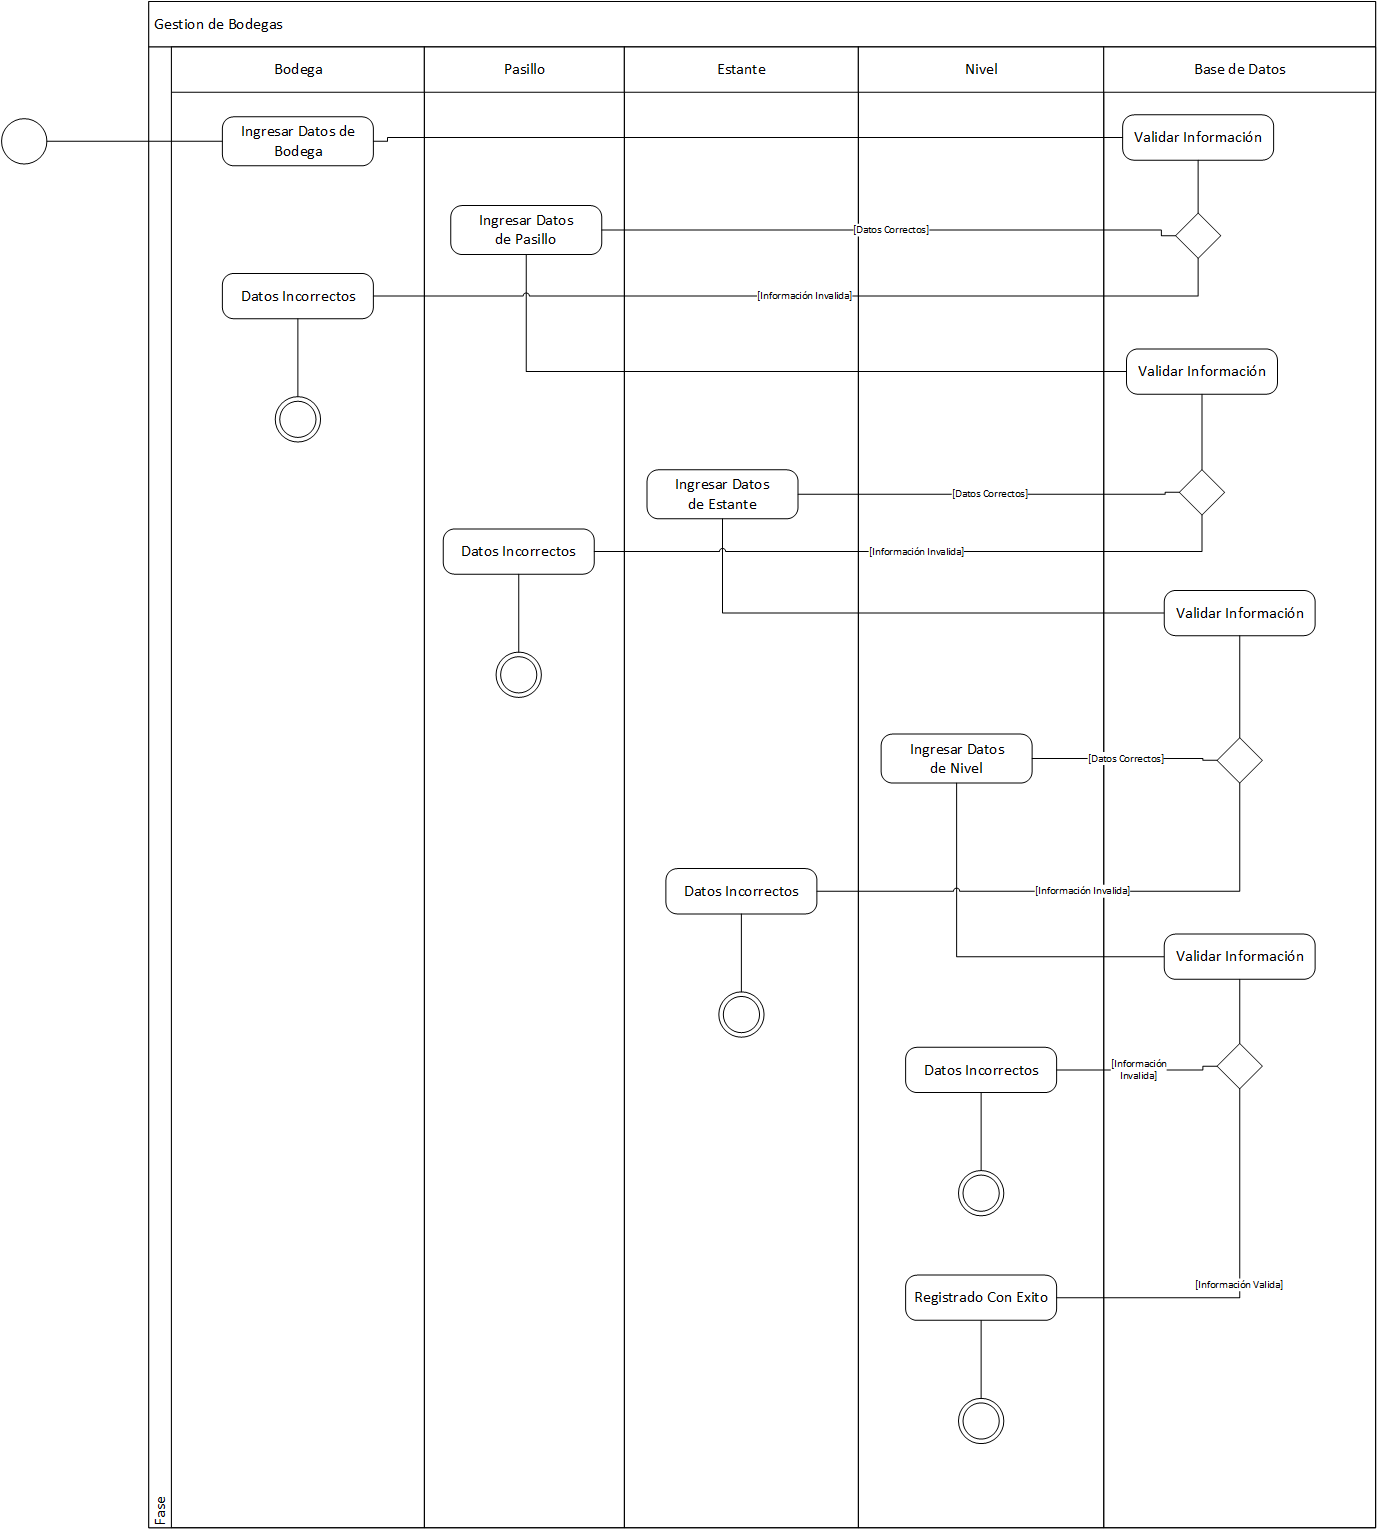 Gestion de Bodegas
Bodega
Pasillo
Estante
Nivel
Base de Datos
Ingresar Datos de
Bodega
Validar Información
Ingresar Datos
de Pasillo
[Datos Correctos]
Datos Incorrectos
[Información Invalida]
Validar Información
Ingresar Datos
de Estante
[Datos Correctos]
Datos Incorrectos
[Información Invalida]
Validar Información
Ingresar Datos
de Nivel
[Datos Correctos]
Datos Incorrectos
[Información Invalida]
Validar Información
Datos Incorrectos
[Información
Invalida]
Registrado Con Exito
[Información Valida]
Fase